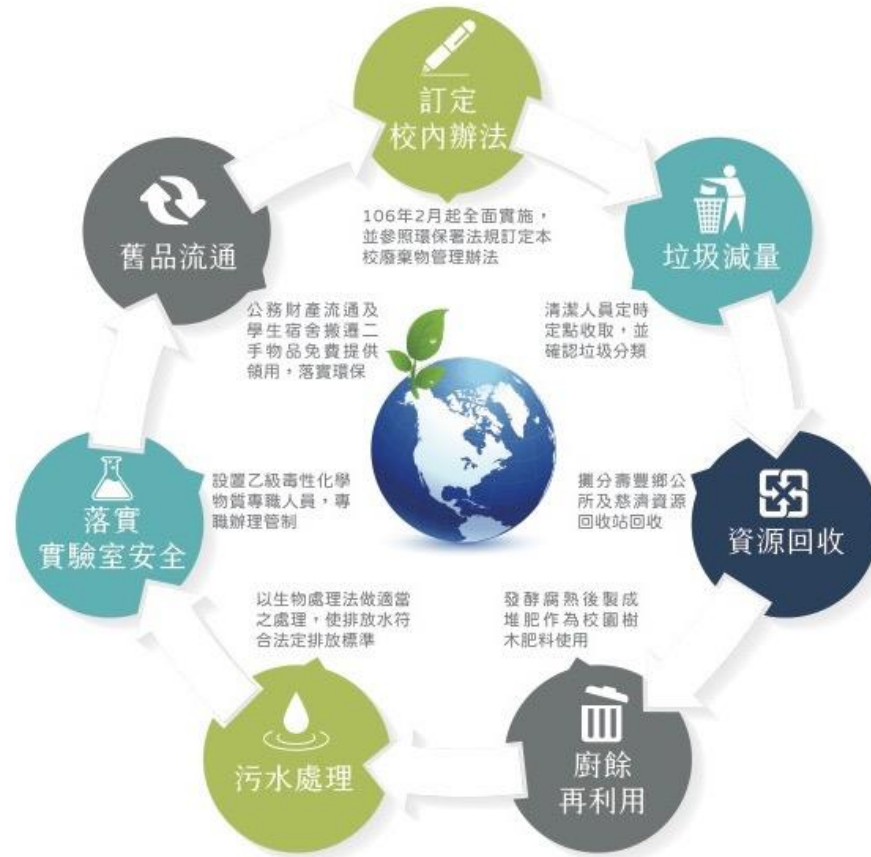 訂定
校內辦法
106年2月起全面實施，
並參照環保署法規訂定本
校廢棄物管理辦法
垃圾減量
清潔人員定時
定點收取，並
確認垃圾分類
資源回收
攤分壽豐鄉公
所及慈濟資源
回收站回收
廚餘
再利用
發酵腐熟後製成
堆肥作為校園樹
木肥料使用
污水處理
以生物處理法做適當
之處理，使排放水符
合法定排放標準
落實
實驗室安全
設置乙級毒性化學
物質專職人員，專
職辦理管制
舊品流通
公務財產流通及
學生宿舍搬遷二
手物品免費提供
領用，落實環保